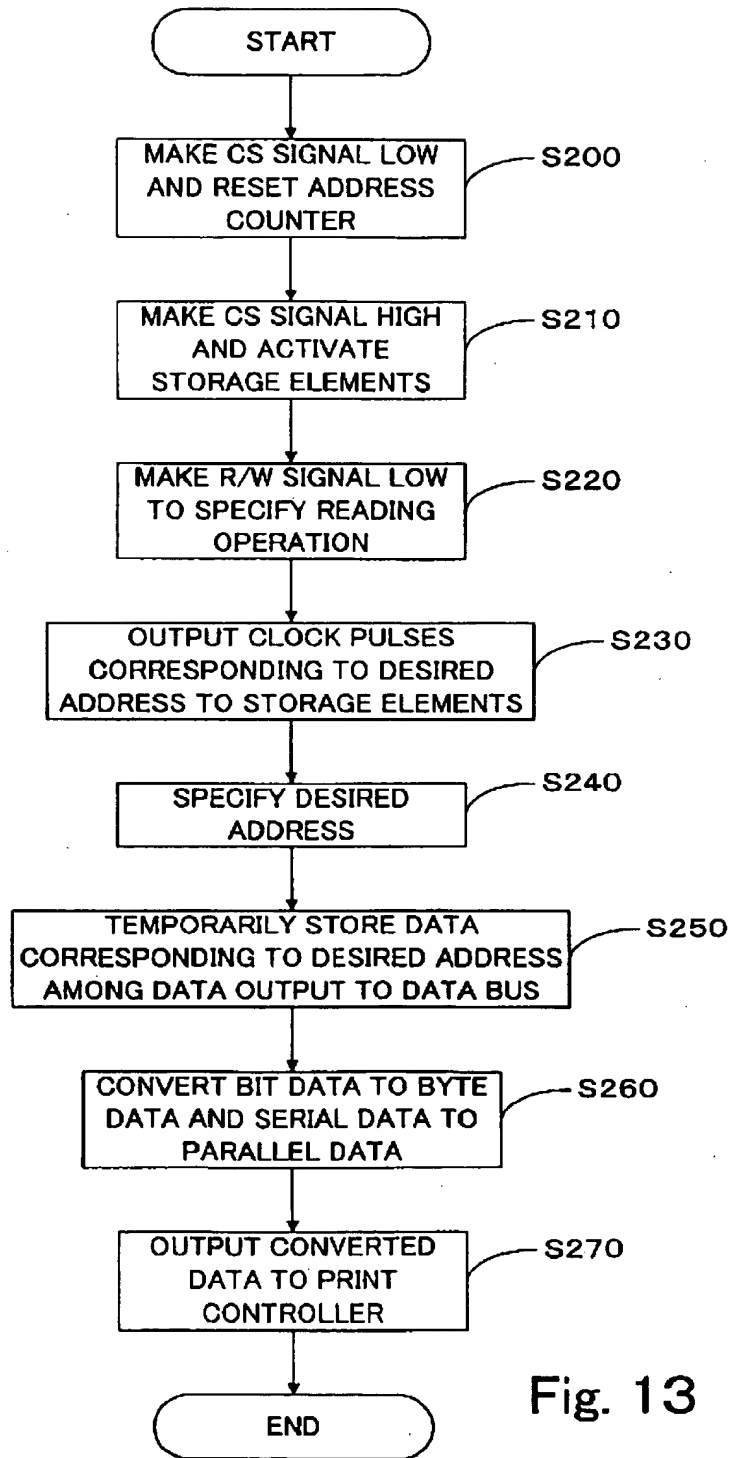 START
MAKE CS SIGNAL LOW
AND RESET ADDRESS
COUNTER
S200
MAKE CS SIGNAL HIGH
AND ACTIVATE
STORAGE ELEMENTS
S210
MAKE R/W SIGNAL LOW
TO SPECIFY READING
OPERATION
S220
OUTPUT CLOCK PULSES
CORRESPONDING TO DESIRED
ADDRESS TO STORAGE ELEMENTS
S230
SPECIFY DESIRED
ADDRESS
S240
TEMPORARILY STORE DATA
CORRESPONDING TO DESIRED ADDRESS
AMONG DATA OUTPUT TO DATA BUS
S250
CONVERT BIT DATA TO BYTE
DATA AND SERIAL DATA TO
PARALLEL DATA
S260
OUTPUT CONVERTED
DATA TO PRINT
CONTROLLER
S270
END
Fig. 13